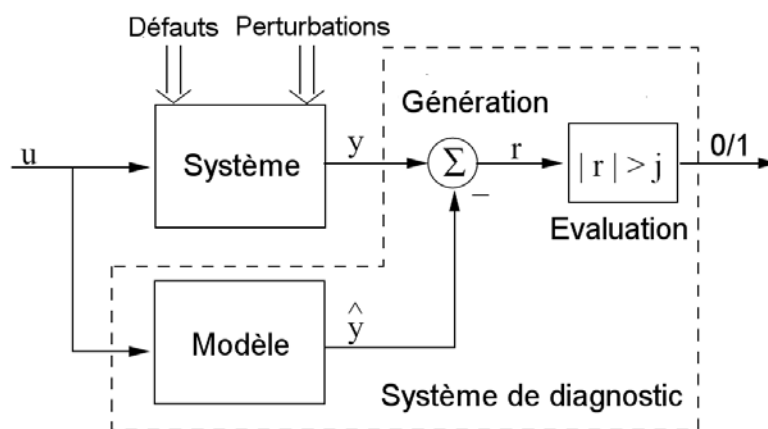 Défauts Perturbations
Génération
u
Système
y
Σ
r
| r | > j
0/1
−
Evaluation
Modèle
ŷ
Système de diagnostic